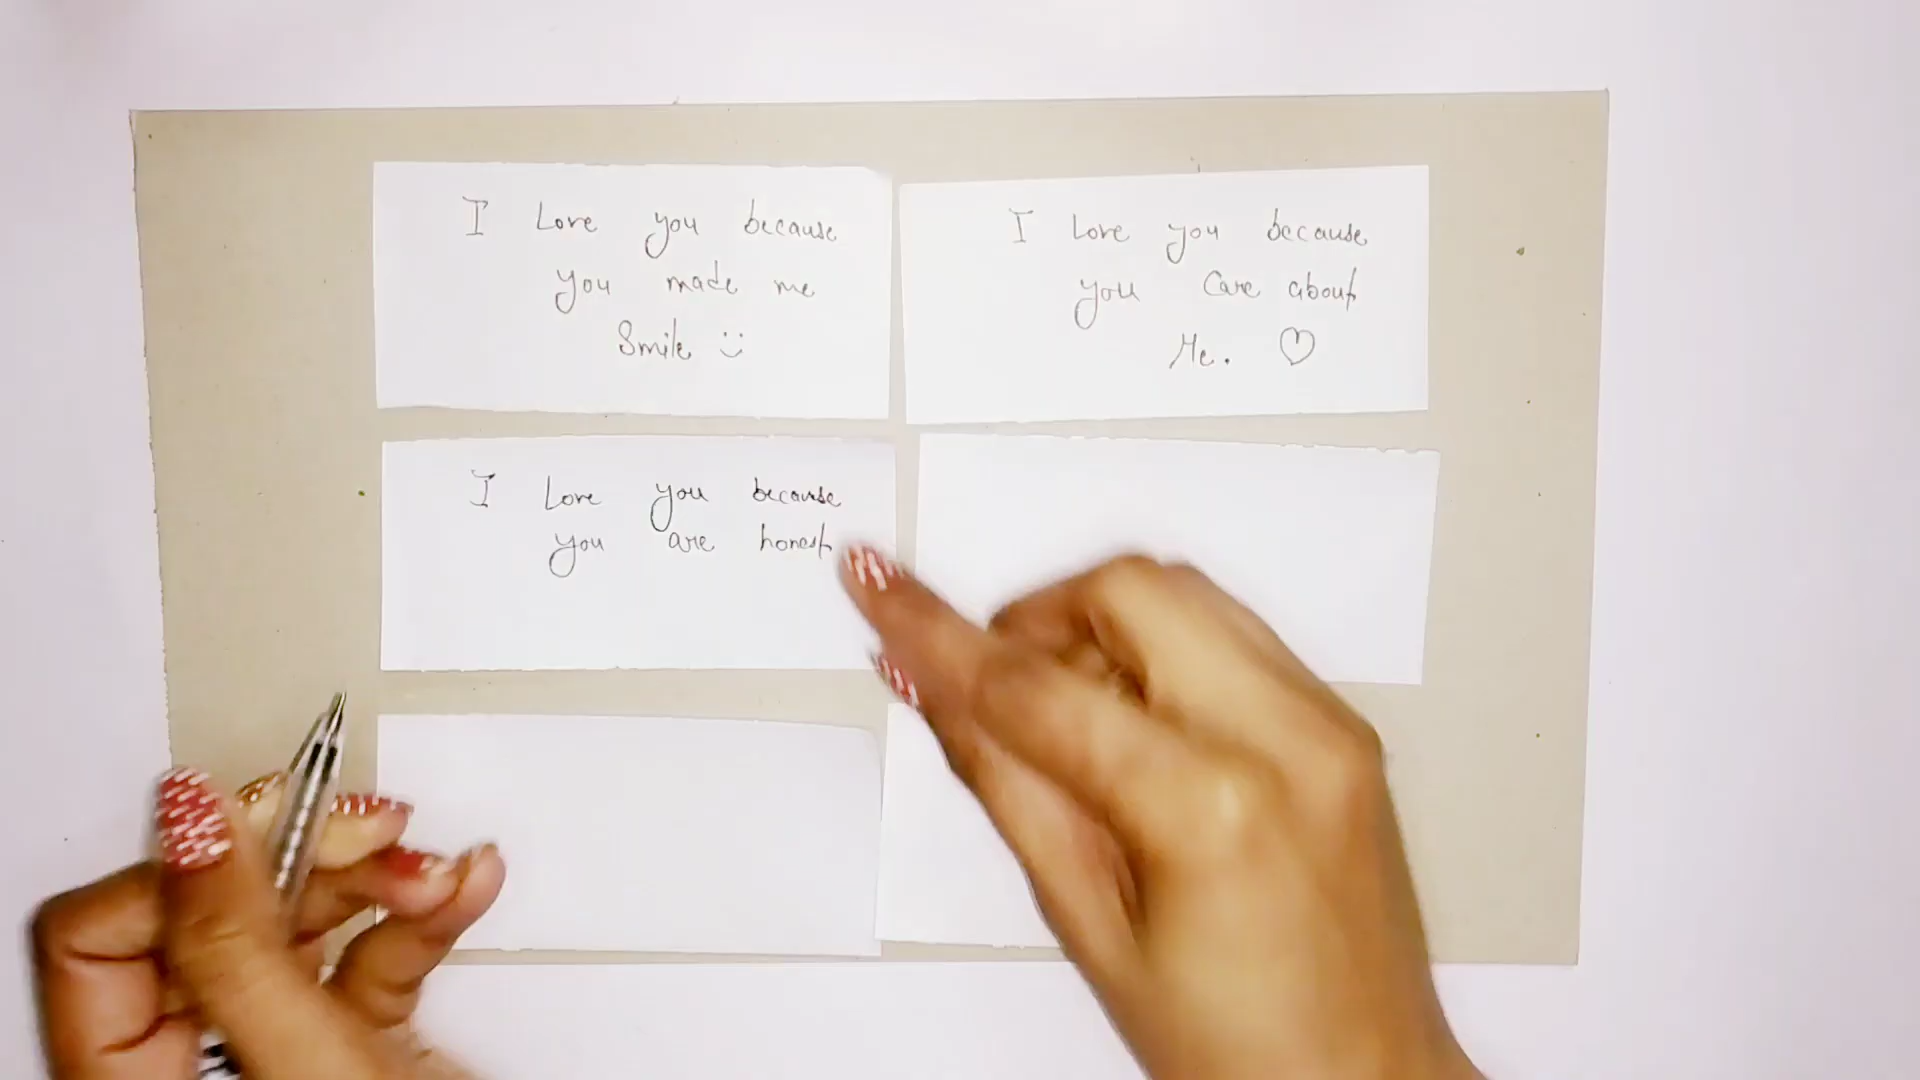 I Love you because
you made me
Smile
I Love you because
you Care about
Me.
I Love you because
you are honest